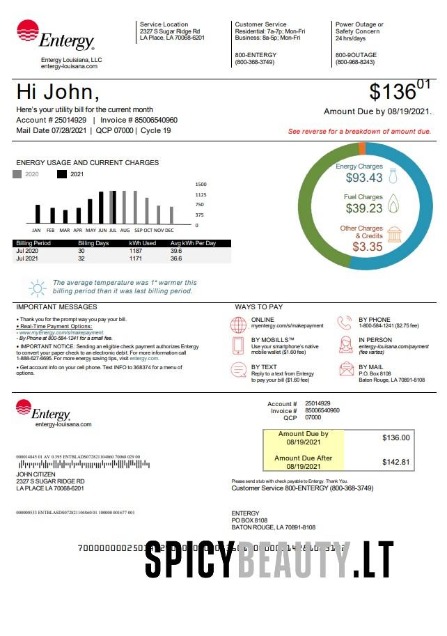 Entergy®
Entergy Louisiana, LLC
entergy-louisiana.com
Service Location
2327 S Sugar Ridge Rd
LA Place, LA 70068-6201
Customer Service
Residential: 7a-7p; Mon-Fri
Business: 8a-5p; Mon-Fri
800-ENTERGY
(800-368-3749)
Power Outage or
Safety Concern
24 hrs/days
800-9OUTAGE
(800-968-8243)
Hi John,
Here's your utility bill for the current month
Account # 25014929 | Invoice # 85006540960
Mail Date 07/28/2021 | QCP 07000 | Cycle 19
$136.01
Amount Due by 08/19/2021.
See reverse for a breakdown of amount due.
ENERGY USAGE AND CURRENT CHARGES
2020 2021
1500
1125
750
375
0
JAN FEB MAR APR MAY JUN JUL AUG SEP OCT NOV DEC
Billing Period Billing Days kWh Used Avg kWh Per Day
Jul 2020 30 1187 39.6
Jul 2021 32 1171 36.6
The average temperature was 1° warmer this
billing period then it was last billing period.
Energy Charges
$93.43
Fuel Charges
$39.23
Other Charges
& Credits
$3.35
IMPORTANT MESSAGES
• Thank you for the prompt way you pay your bill.
• Real-Time Payment Options:
- www.myEntergy.com/makepayment
- By Phone at 800-584-1241 for a small fee.
• IMPORTANT NOTICE: Sending an eligible check payment authorizes Entergy
to convert your paper check to an electronic debit. For more information call
1-888-627-6696. For more energy saving tips, visit entergy.com.
• Get account info on your cell phone. Text INFO to 368374 for a menu of
options.
WAYS TO PAY
ONLINE
myentergy.com/s/makepayment
BY MOBILLS™
Use your smartphone's native
mobile wallet ($1.60 fee)
BY TEXT
Reply to a text from Entergy
to pay your bill ($1.60 fee)
BY PHONE
1-800-584-1241 ($2.75 fee)
IN PERSON
entergy-louisiana.com/payment
(fee varies)
BY MAIL
P.O. Box 8108
Baton Rouge, LA 70891-8108
Entergy®
entergy-louisiana.com
Account # 25014929
Invoice # 85006540960
QCP 07000
Amount Due by
08/19/2021
$136.00
Amount Due After
08/19/2021
$142.81
JOHN CITIZEN
2327 S SUGAR RIDGE RD
LA PLACE LA 70068-6201
Please send stub with check payable to Entergy. Thank You.
Customer Service 800-ENTERGY (800-368-3749)
ENTERGY
PO BOX 8108
BATON ROUGE, LA 70891-8108
SPICYBEAUTY.LT